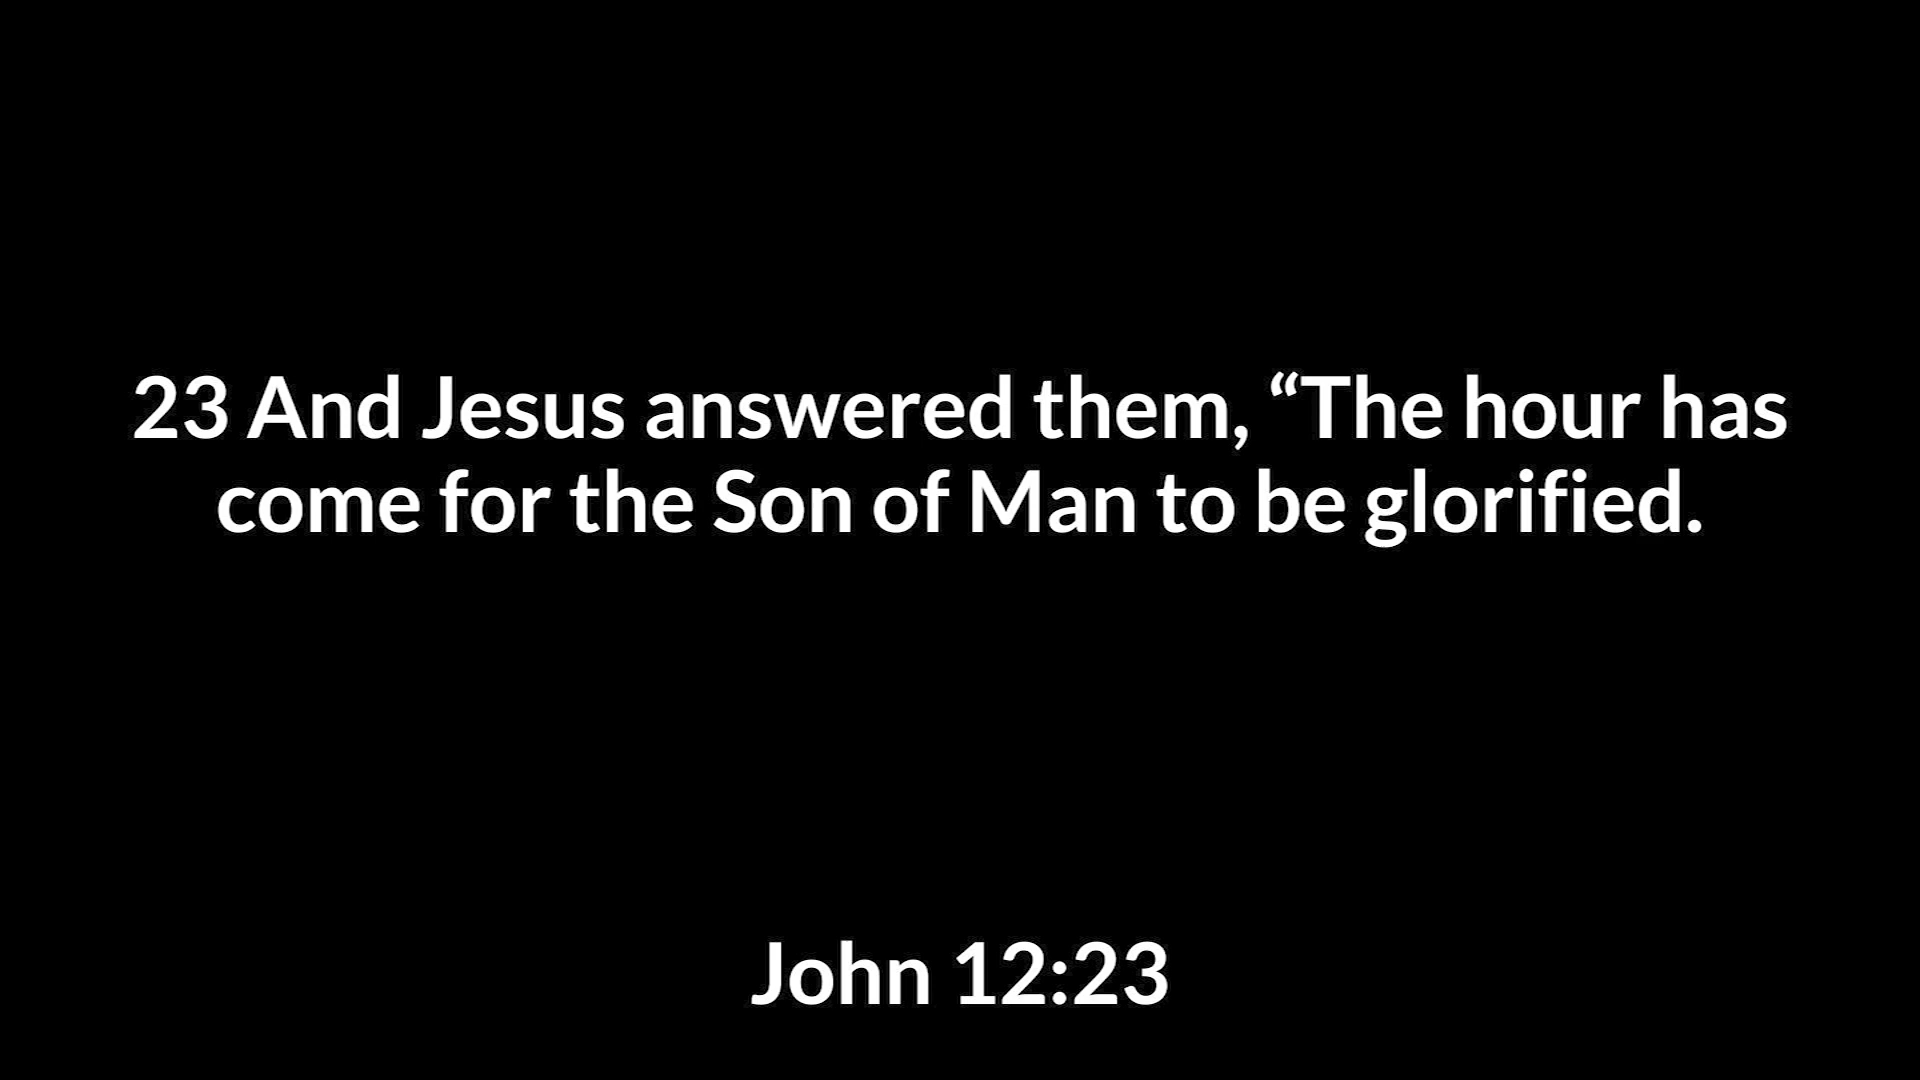 23 And Jesus answered them, “The hour has
come for the Son of Man to be glorified.
John 12:23